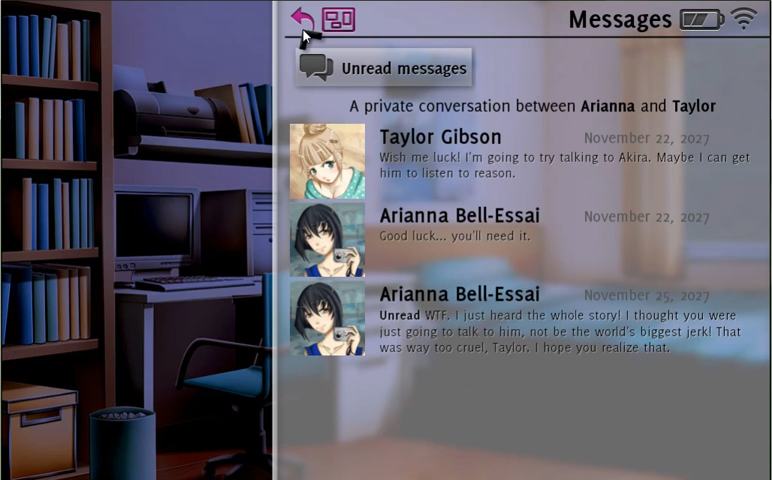 Messages
Unread messages
A private conversation between Arianna and Taylor
Taylor Gibson November 22, 2027
Wish me luck! I'm going to try talking to Akira. Maybe I can get
him to listen to reason.
Arianna Bell-Essai November 22, 2027
Good luck... you'll need it.
Arianna Bell-Essai November 25, 2027
Unread WTF. I just heard the whole story! I thought you were
just going to talk to him, not be the world's biggest jerk! That
was way too cruel, Taylor. I hope you realize that.